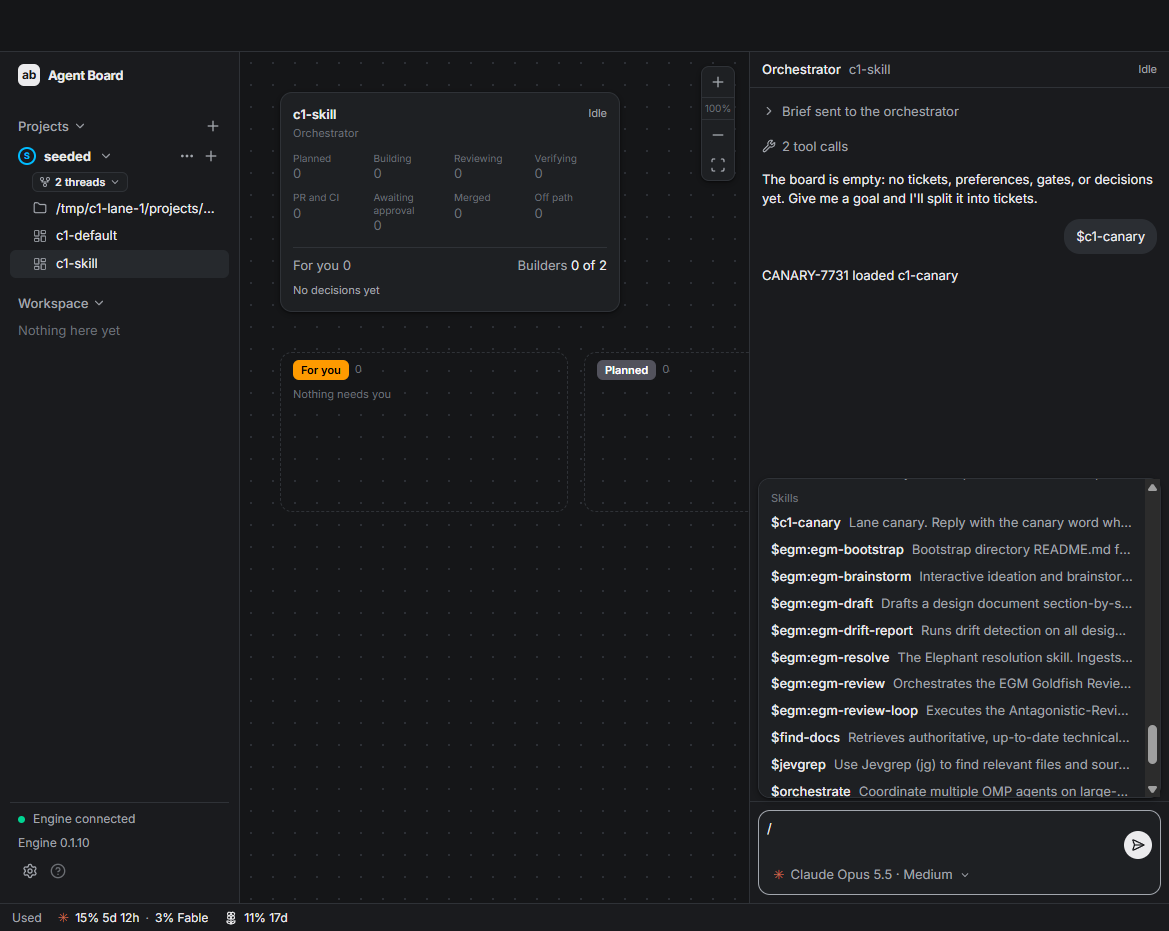 ab Agent Board
Projects
S seeded
2 threads
/tmp/c1-lane-1/projects/...
c1-default
c1-skill
Workspace
Nothing here yet
Engine connected
Engine 0.1.10
c1-skill Idle
Orchestrator
Planned Building Reviewing Verifying
0 0 0 0
PR and CI Awaiting approval Merged Off path
0 0 0 0
For you 0 Builders 0 of 2
No decisions yet
100%
For you 0
Nothing needs you
Planned 0
Orchestrator c1-skill Idle
Brief sent to the orchestrator
2 tool calls
The board is empty: no tickets, preferences, gates, or decisions
yet. Give me a goal and I'll split it into tickets.
$c1-canary
CANARY-7731 loaded c1-canary
Skills
$c1-canary Lane canary. Reply with the canary word wh...
$egm:egm-bootstrap Bootstrap directory README.md f...
$egm:egm-brainstorm Interactive ideation and brainstor...
$egm:egm-draft Drafts a design document section-by-s...
$egm:egm-drift-report Runs drift detection on all desig...
$egm:egm-resolve The Elephant resolution skill. Ingests...
$egm:egm-review Orchestrates the EGM Goldfish Revie...
$egm:egm-review-loop Executes the Antagonistic-Revi...
$find-docs Retrieves authoritative, up-to-date technical...
$jevgrep Use Jevgrep (jg) to find relevant files and sour...
$orchestrate Coordinate multiple OMP agents on large-...
/
Claude Opus 5.5 · Medium
Used 15% 5d 12h · 3% Fable 11% 17d